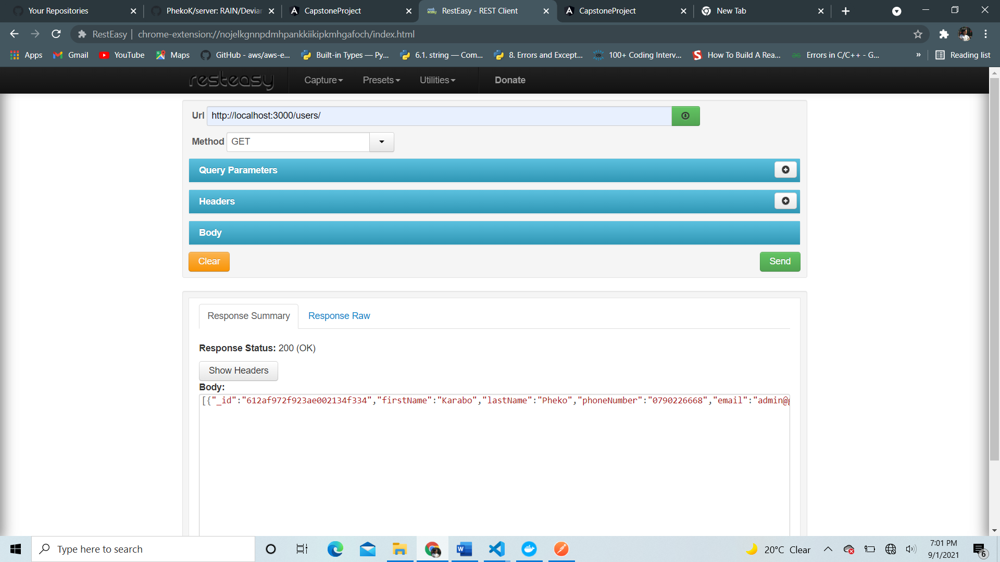 Your Repositories
PhekoK/server: RAIN/Devian
CapstoneProject
RestEasy - REST Client
CapstoneProject
New Tab
RestEasy | chrome-extension://nojelkgnnpdmhpankkiikipkmhgafoch/index.html
Apps
Gmail
YouTube
Maps
GitHub - aws/aws-e...
Built-in Types — Py...
6.1. string — Com...
8. Errors and Except...
100+ Coding Interv...
How To Build A Rea...
Errors in C/C++ - G...
»
Reading list
resteasy
Capture
Presets
Utilities
Donate
Url http://localhost:3000/users/
Method GET
Query Parameters
Headers
Body
Clear
Send
Response Summary
Response Raw
Response Status: 200 (OK)
Show Headers
Body:
[{"_id":"612af972f923ae002134f334","firstName":"Karabo","lastName":"Pheko","phoneNumber":"0790226668","email":"admin@g
Type here to search
20°C Clear
7:01 PM
9/1/2021
6